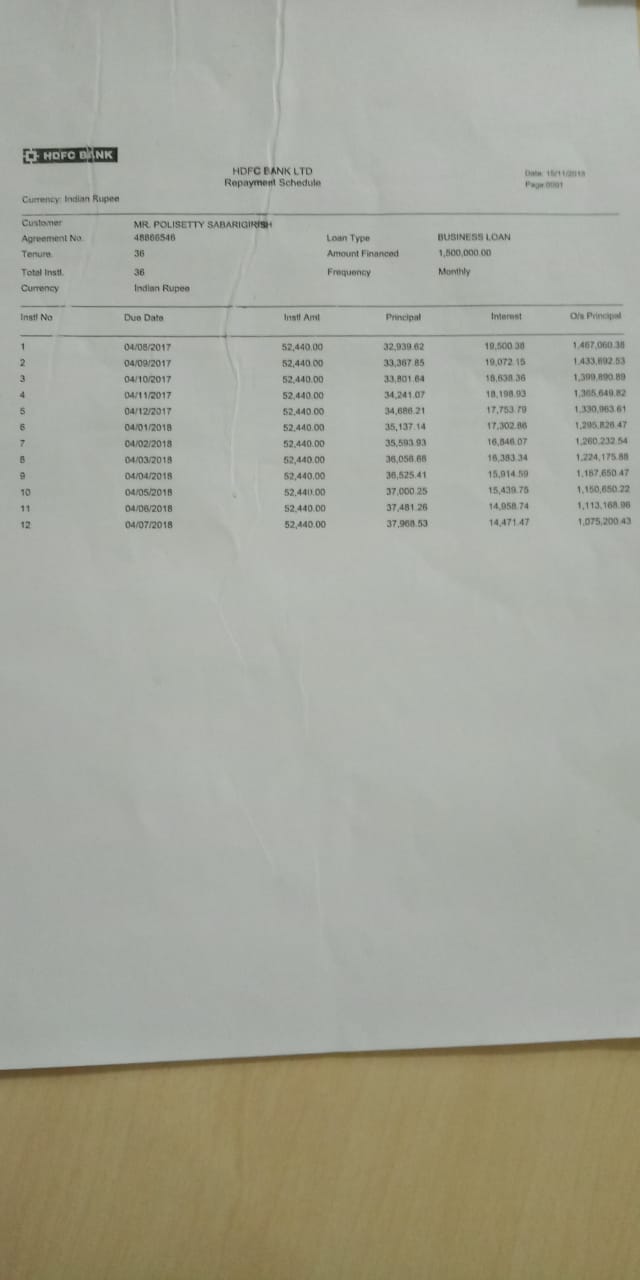 HDFC BANK
HDFC BANK LTD
Repayment Schedule
Date: 15/11/2018
Page:0001
Currency: Indian Rupee
Customer MR. POLISETTY SABARIGIRISH
Agreement No. 48866546 Loan Type BUSINESS LOAN
Tenure. 36 Amount Financed 1,500,000.00
Total Instl. 36 Frequency Monthly
Currency Indian Rupee
Instl No Due Date Instl Amt Principal Interest O/s Principal
1 04/08/2017 52,440.00 32,939.62 19,500.38 1,467,060.38
2 04/09/2017 52,440.00 33,367.85 19,072.15 1,433,692.53
3 04/10/2017 52,440.00 33,801.64 18,638.36 1,399,890.89
4 04/11/2017 52,440.00 34,241.07 18,198.93 1,365,649.82
5 04/12/2017 52,440.00 34,686.21 17,753.79 1,330,963.61
6 04/01/2018 52,440.00 35,137.14 17,302.86 1,295,826.47
7 04/02/2018 52,440.00 35,593.93 16,846.07 1,260,232.54
8 04/03/2018 52,440.00 36,056.66 16,383.34 1,224,175.88
9 04/04/2018 52,440.00 36,525.41 15,914.59 1,187,650.47
10 04/05/2018 52,440.00 37,000.25 15,439.75 1,150,650.22
11 04/06/2018 52,440.00 37,481.26 14,958.74 1,113,168.96
12 04/07/2018 52,440.00 37,968.53 14,471.47 1,075,200.43